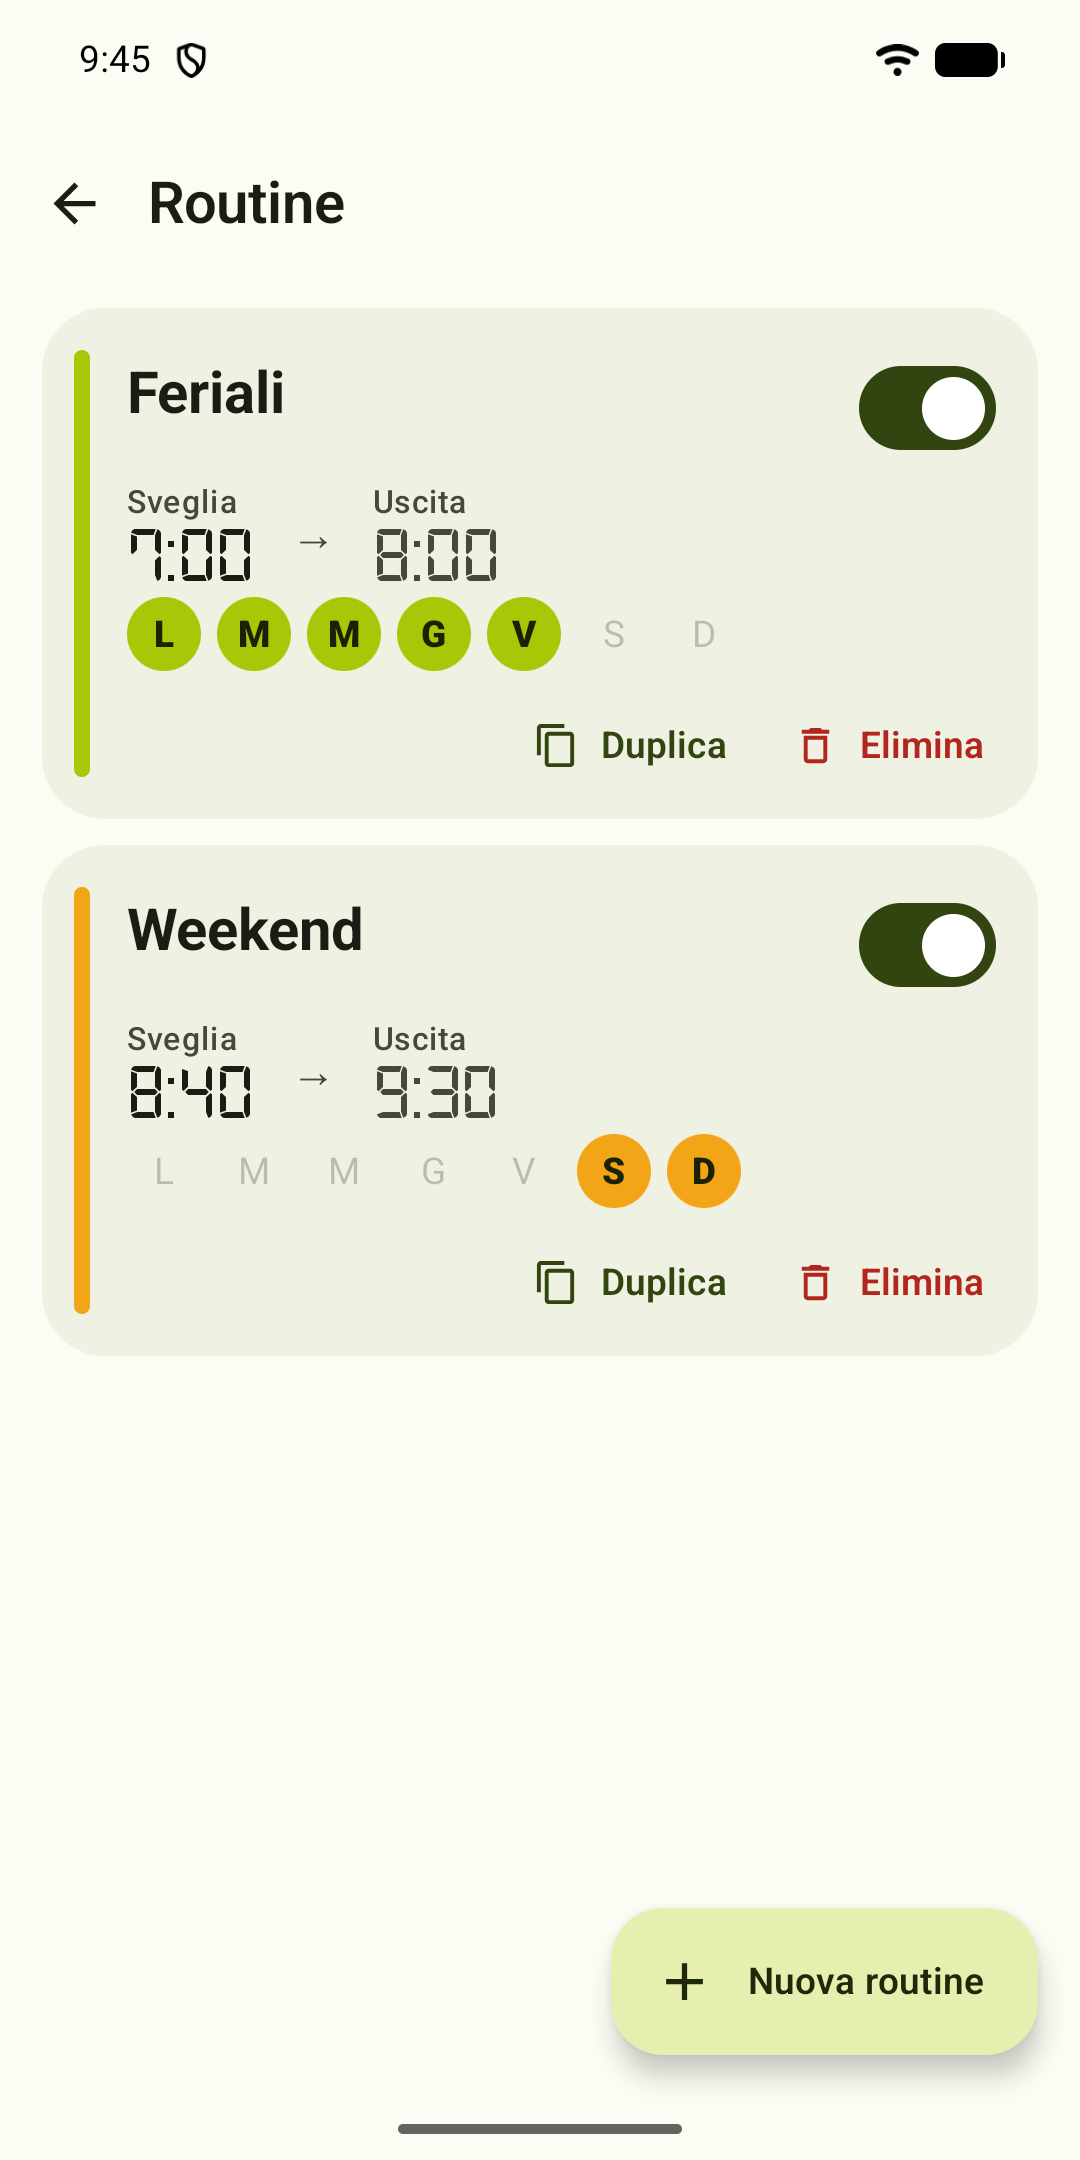 9:45
Routine
Feriali
Sveglia
Uscita
7:00 → 8:00
L M M G V S D
Duplica
Elimina
Weekend
Sveglia
Uscita
8:40 → 9:30
L M M G V S D
Duplica
Elimina
Nuova routine